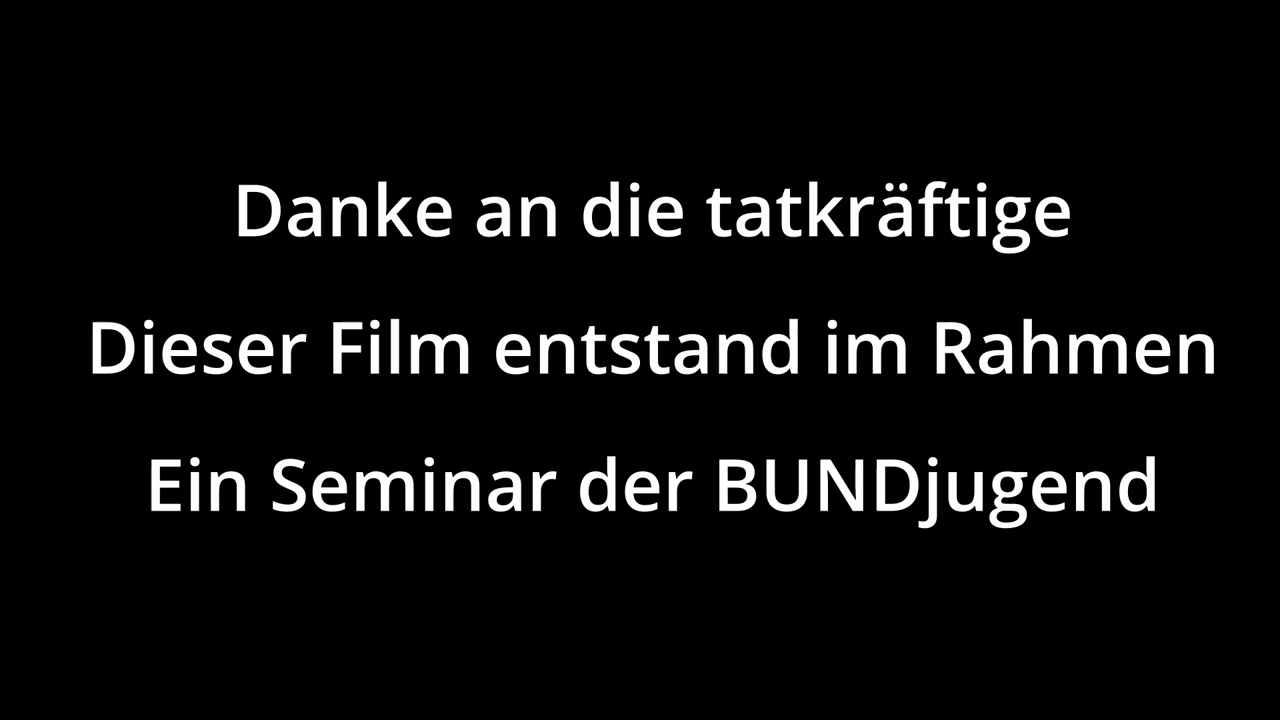 Danke an die tatkräftige
Dieser Film entstand im Rahmen
Ein Seminar der BUNDjugend